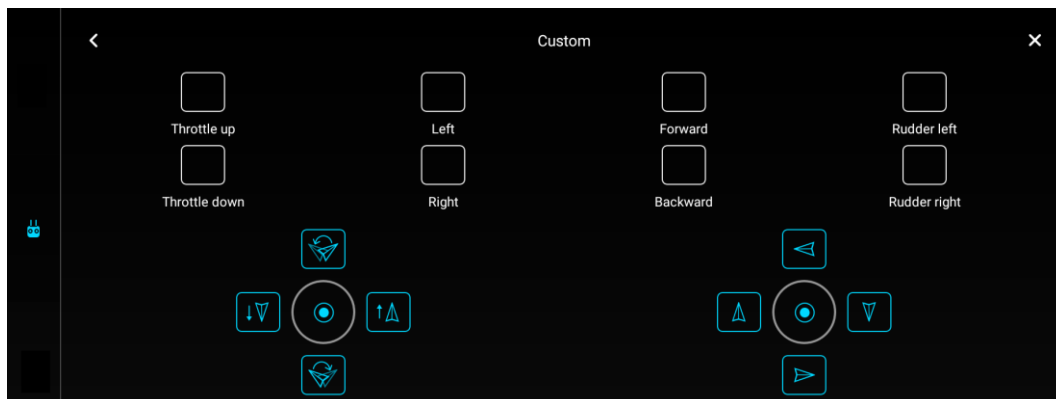 Custom
Throttle up
Left
Forward
Rudder left
Throttle down
Right
Backward
Rudder right